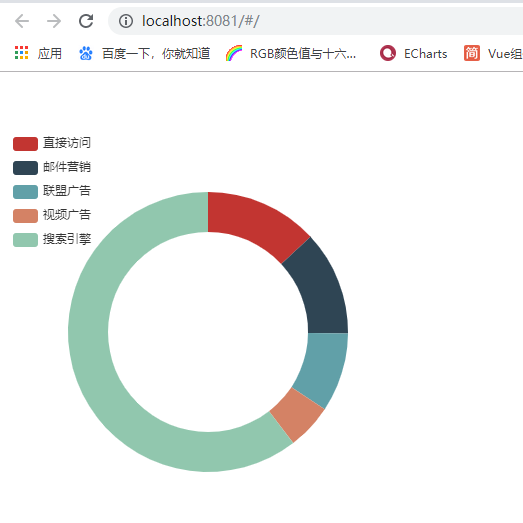 localhost:8081/#/
应用 百度一下，你就知道 RGB颜色值与十六... ECharts 简 Vue组
直接访问
邮件营销
联盟广告
视频广告
搜索引擎